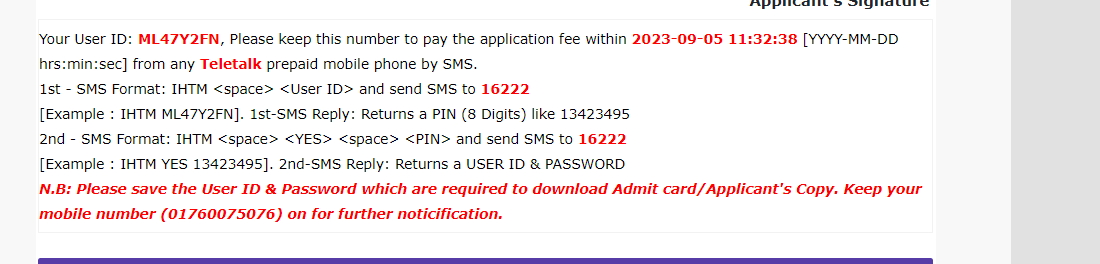 Applicant's Signature
Your User ID: ML47Y2FN, Please keep this number to pay the application fee within 2023-09-05 11:32:38 [YYYY-MM-DD
hrs:min:sec] from any Teletalk prepaid mobile phone by SMS.
1st - SMS Format: IHTM <space> <User ID> and send SMS to 16222
[Example : IHTM ML47Y2FN]. 1st-SMS Reply: Returns a PIN (8 Digits) like 13423495
2nd - SMS Format: IHTM <space> <YES> <space> <PIN> and send SMS to 16222
[Example : IHTM YES 13423495]. 2nd-SMS Reply: Returns a USER ID & PASSWORD
N.B: Please save the User ID & Password which are required to download Admit card/Applicant's Copy. Keep your
mobile number (01760075076) on for further noticification.